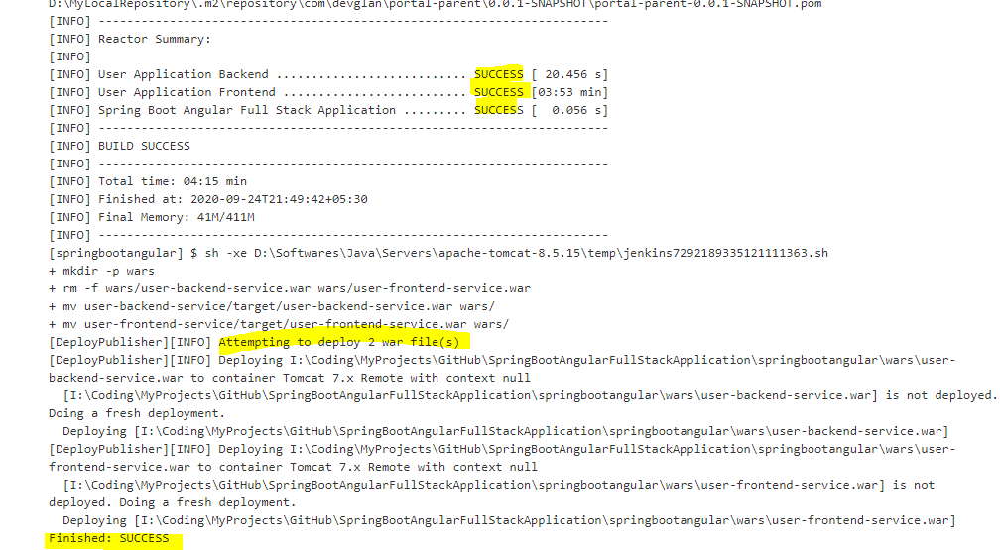 D:\MyLocalRepository\.m2\repository\com\devglan\portal-parent\0.0.1-SNAPSHOT\portal-parent-0.0.1-SNAPSHOT.pom
[INFO] ------------------------------------------------------------------------
[INFO] Reactor Summary:
[INFO]
[INFO] User Application Backend ........................... SUCCESS [ 20.456 s]
[INFO] User Application Frontend .......................... SUCCESS [03:53 min]
[INFO] Spring Boot Angular Full Stack Application ......... SUCCESS [  0.056 s]
[INFO] ------------------------------------------------------------------------
[INFO] BUILD SUCCESS
[INFO] ------------------------------------------------------------------------
[INFO] Total time: 04:15 min
[INFO] Finished at: 2020-09-24T21:49:42+05:30
[INFO] Final Memory: 41M/411M
[INFO] ------------------------------------------------------------------------
[springbootangular] $ sh -xe D:\Softwares\Java\Servers\apache-tomcat-8.5.15\temp\jenkins7292189335121111363.sh
+ mkdir -p wars
+ rm -f wars/user-backend-service.war wars/user-frontend-service.war
+ mv user-backend-service/target/user-backend-service.war wars/
+ mv user-frontend-service/target/user-frontend-service.war wars/
[DeployPublisher][INFO] Attempting to deploy 2 war file(s)
[DeployPublisher][INFO] Deploying I:\Coding\MyProjects\GitHub\SpringBootAngularFullStackApplication\springbootangular\wars\user-
backend-service.war to container Tomcat 7.x Remote with context null
  [I:\Coding\MyProjects\GitHub\SpringBootAngularFullStackApplication\springbootangular\wars\user-backend-service.war] is not deployed.
Doing a fresh deployment.
  Deploying [I:\Coding\MyProjects\GitHub\SpringBootAngularFullStackApplication\springbootangular\wars\user-backend-service.war]
[DeployPublisher][INFO] Deploying I:\Coding\MyProjects\GitHub\SpringBootAngularFullStackApplication\springbootangular\wars\user-
frontend-service.war to container Tomcat 7.x Remote with context null
  [I:\Coding\MyProjects\GitHub\SpringBootAngularFullStackApplication\springbootangular\wars\user-frontend-service.war] is not
deployed. Doing a fresh deployment.
  Deploying [I:\Coding\MyProjects\GitHub\SpringBootAngularFullStackApplication\springbootangular\wars\user-frontend-service.war]
Finished: SUCCESS